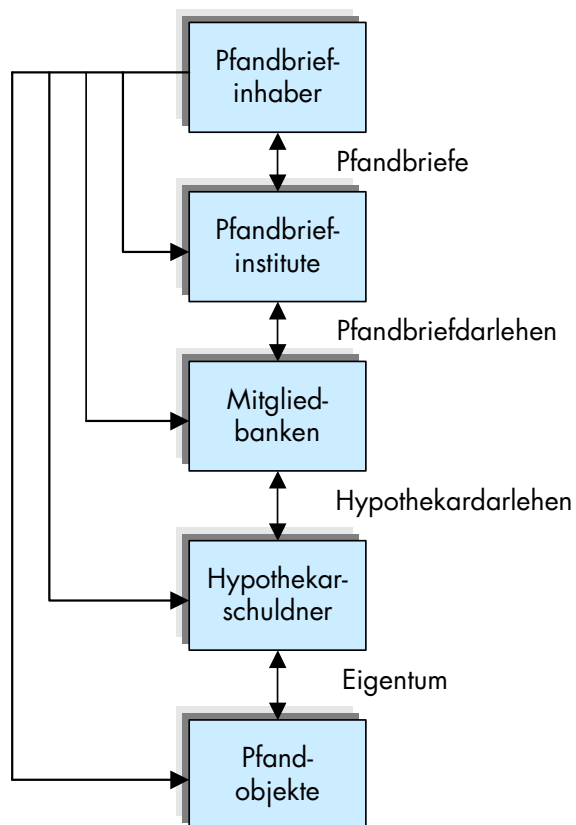 Pfandbrief-
inhaber
Pfandbriefe
Pfandbrief-
institute
Pfandbriefdarlehen
Mitglied-
banken
Hypothekardarlehen
Hypothekar-
schuldner
Eigentum
Pfand-
objekte